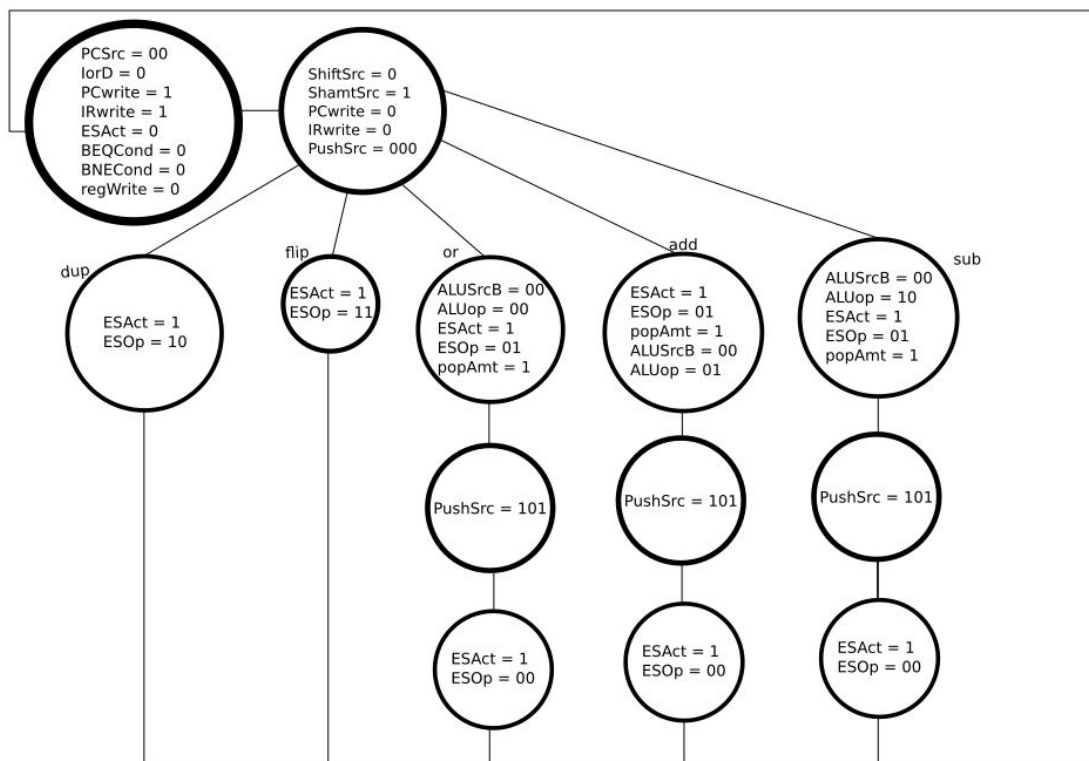 PCSrc = 00
IorD = 0
PCwrite = 1
IRwrite = 1
ESAct = 0
BEQCond = 0
BNECond = 0
regWrite = 0
ShiftSrc = 0
ShamtSrc = 1
PCwrite = 0
IRwrite = 0
PushSrc = 000
dup
ESAct = 1
ESOp = 10
flip
ESAct = 1
ESOp = 11
or
ALUSrcB = 00
ALUop = 00
ESAct = 1
ESOp = 01
popAmt = 1
add
ESAct = 1
ESOp = 01
popAmt = 1
ALUSrcB = 00
ALUop = 01
sub
ALUSrcB = 00
ALUop = 10
ESAct = 1
ESOp = 01
popAmt = 1
PushSrc = 101
PushSrc = 101
PushSrc = 101
ESAct = 1
ESOp = 00
ESAct = 1
ESOp = 00
ESAct = 1
ESOp = 00